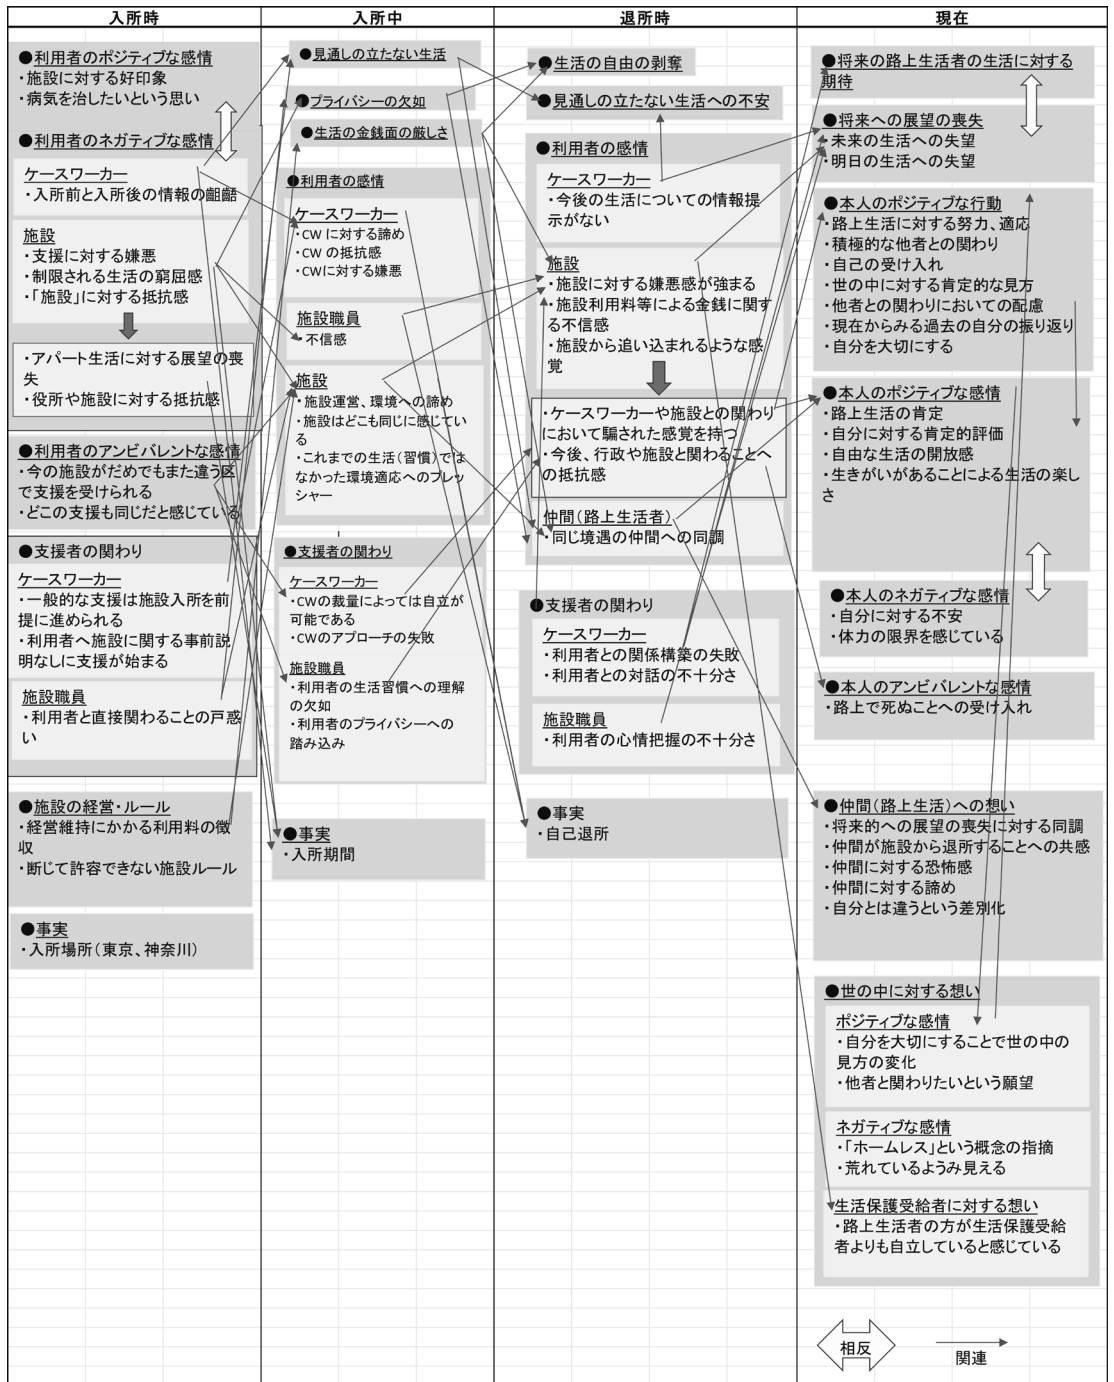 入所時
●利用者のポジティブな感情
・施設に対する好印象
・病気を治したいという思い
●利用者のネガティブな感情
ケースワーカー
・入所前と入所後の情報の齟齬
施設
・支援に対する嫌悪
・制限される生活の窮屈感
・「施設」に対する抵抗感
・アパート生活に対する展望の喪
失
・役所や施設に対する抵抗感
●利用者のアンビバレントな感情
・今の施設がだめでもまた違う区
で支援を受けられる
・どこの支援も同じだと感じている
●支援者の関わり
ケースワーカー
・一般的な支援は施設入所を前
提に進められる
・利用者へ施設に関する事前説
明なしに支援が始まる
施設職員
・利用者と直接関わることの戸惑
い
●施設の経営・ルール
・経営維持にかかる利用料の徴
収
・断じて許容できない施設ルール
●事実
・入所場所（東京、神奈川）
入所中
●見通しの立たない生活
●プライバシーの欠如
●生活の金銭面の厳しさ
●利用者の感情
ケースワーカー
・CWに対する諦め
・CWの抵抗感
・CWに対する嫌悪
施設職員
・不信感
施設
・施設運営、環境への諦め
・施設はどこも同じに感じてい
る
・これまでの生活（習慣）では
なかった環境適応へのプレッ
シャー
●支援者の関わり
ケースワーカー
・CWの裁量によっては自立が
可能である
・CWのアプローチの失敗
施設職員
・利用者の生活習慣への理解
の欠如
・利用者のプライバシーへの
踏み込み
●事実
・入所期間
退所時
●生活の自由の剥奪
●見通しの立たない生活への不安
●利用者の感情
ケースワーカー
・今後の生活についての情報提
示がない
施設
・施設に対する嫌悪感が強まる
・施設利用料等による金銭に関す
る不信感
・施設から追い込まれるような感
覚
・ケースワーカーや施設との関わり
において騙された感覚を持つ
・今後、行政や施設と関わることへ
の抵抗感
仲間（路上生活者）
・同じ境遇の仲間への同調
●支援者の関わり
ケースワーカー
・利用者との関係構築の失敗
・利用者との対話の不十分さ
施設職員
・利用者の心情把握の不十分さ
●事実
・自己退所
現在
●将来の路上生活者の生活に対する
期待
●将来への展望の喪失
・未来の生活への失望
・明日の生活への失望
●本人のポジティブな行動
・路上生活に対する努力、適応
・積極的な他者との関わり
・自己の受け入れ
・世の中に対する肯定的な見方
・他者との関わりにおいての配慮
・現在からみる過去の自分の振り返り
・自分を大切にする
●本人のポジティブな感情
・路上生活の肯定
・自分に対する肯定的評価
・自由な生活の開放感
・生きがいがあることによる生活の楽し
さ
●本人のネガティブな感情
・自分に対する不安
・体力の限界を感じている
●本人のアンビバレントな感情
・路上で死ぬことへの受け入れ
●仲間（路上生活）への想い
・将来的への展望の喪失に対する同調
・仲間が施設から退所することへの共感
・仲間に対する恐怖感
・仲間に対する諦め
・自分とは違うという差別化
●世の中に対する想い
ポジティブな感情
・自分を大切にすることで世の中の
見方の変化
・他者と関わりたいという願望
ネガティブな感情
・「ホームレス」という概念の指摘
・荒れているようみ見える
生活保護受給者に対する想い
・路上生活者の方が生活保護受給
者よりも自立していると感じている
相反
関連